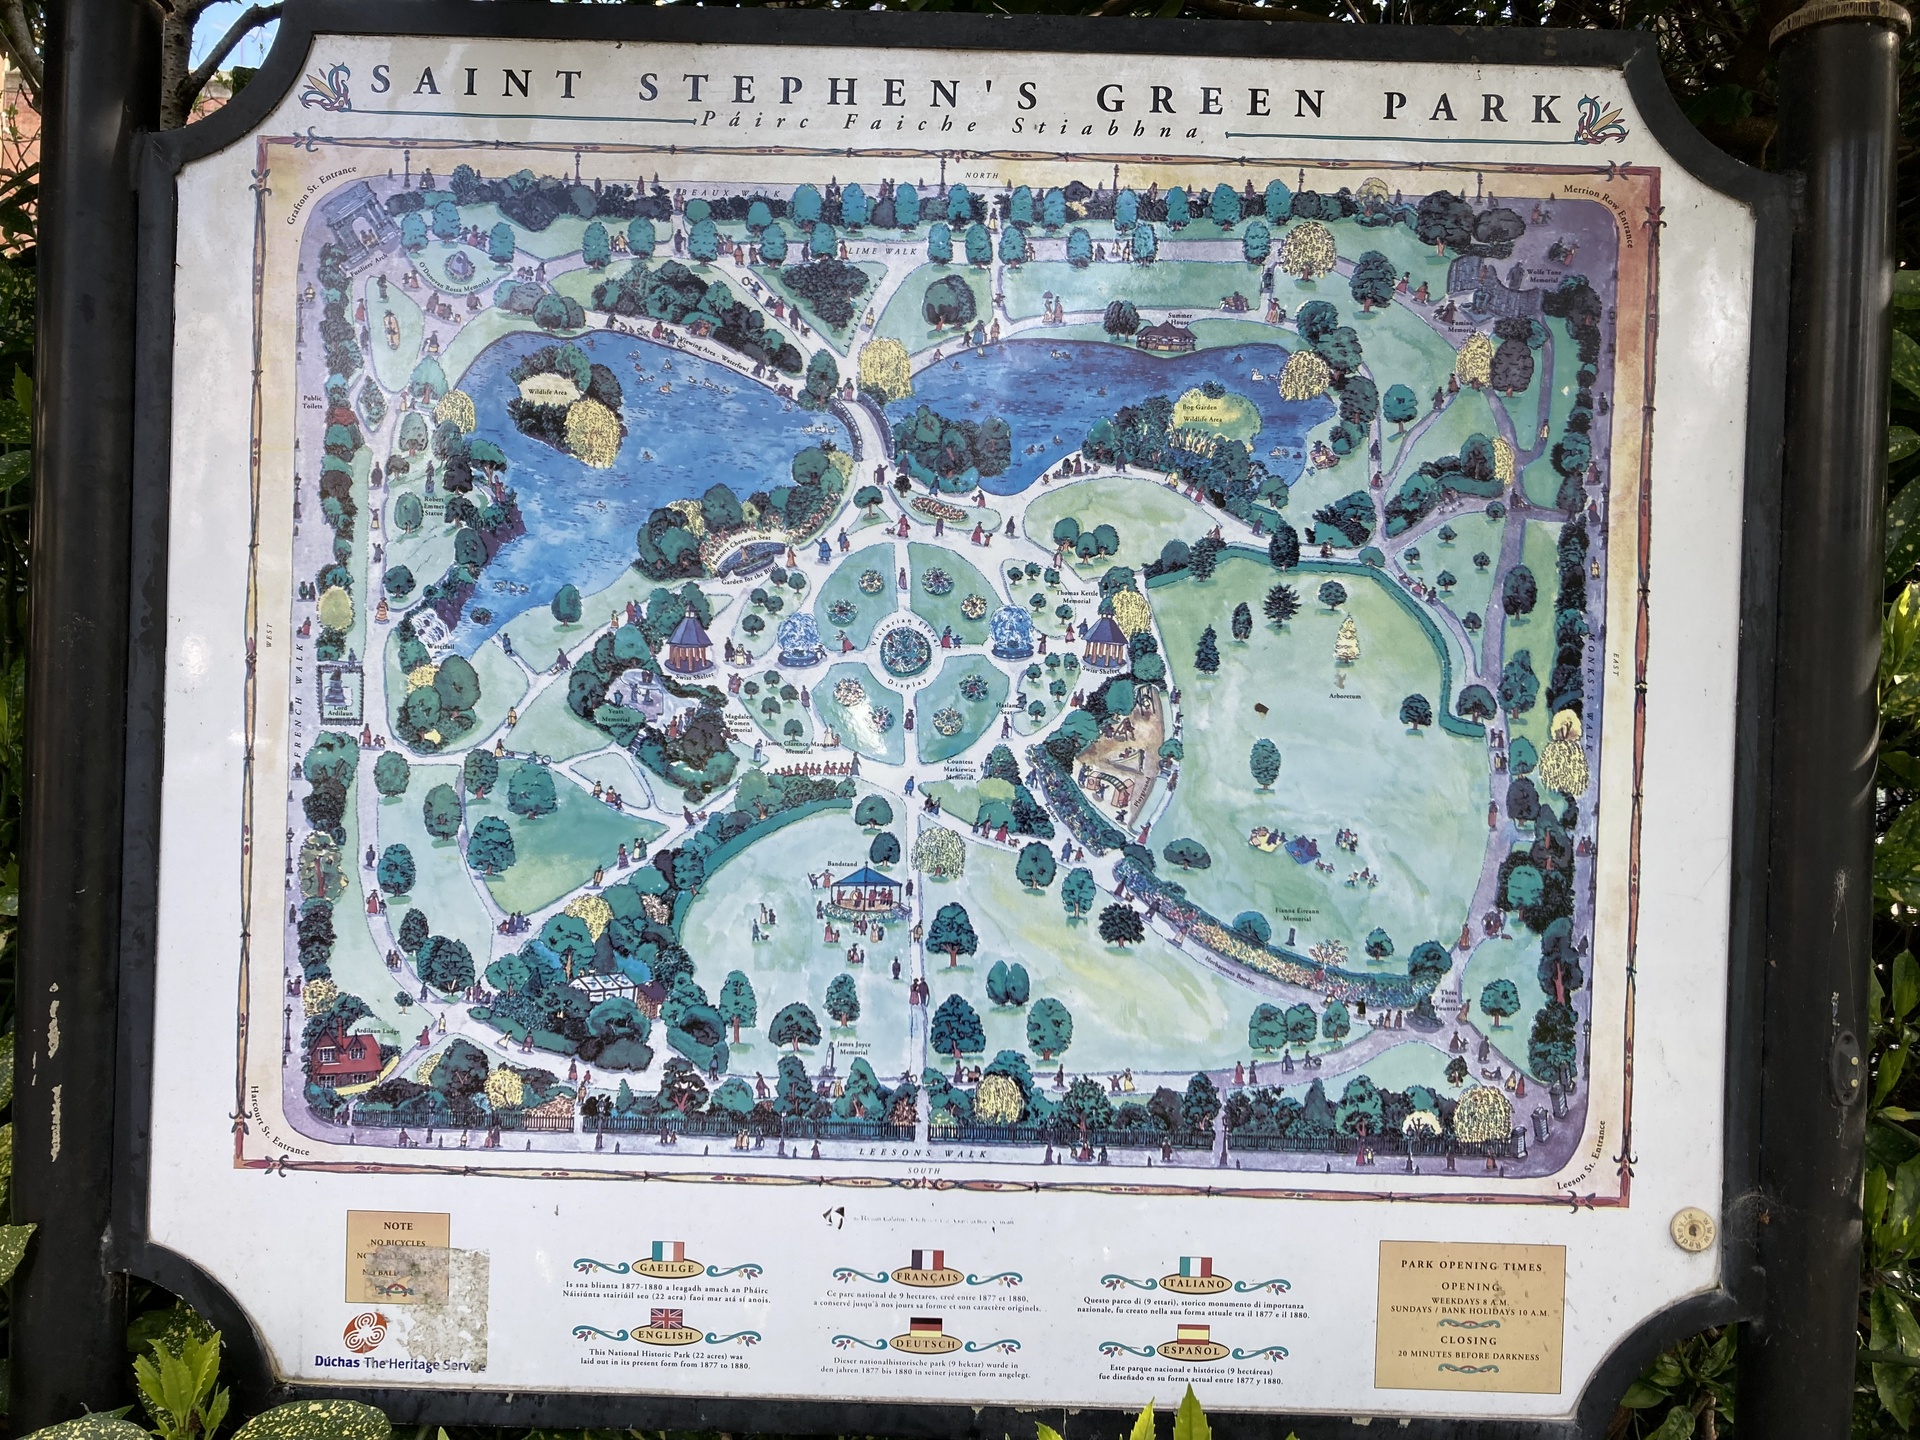 SAINT STEPHEN'S GREEN PARK
Páirc Faiche Stiabhna
NORTH
Grafton St. Entrance
Merrion Row Entrance
BEAUX WALK
LIME WALK
Fusiliers' Arch
O'Donovan Rossa Memorial
Wolfe Tone
Memorial
Famine
Memorial
Summer
House
Viewing Area - Waterfowl
Public
Toilets
Wildlife Area
Bog Garden
Wildlife Area
Robert
Emmet
Statue
Garden for the Blind
Thomas Kettle
Memorial
WEST
FRENCH WALK
Waterfall
Swiss Shelter
Victorian Flower
Display
Swiss Shelter
EAST
MONKS WALK
Arboretum
Lord
Ardilaun
Yeats
Memorial
Magdalen
Women
Memorial
Haslam
Seat
James Clarence Mangan
Memorial
Countess
Markiewicz
Memorial
Playground
Bandstand
Fianna Éireann
Memorial
Herbaceous Border
Three
Fates
Fountain
Ardilaun Lodge
James Joyce
Memorial
Harcourt St. Entrance
LEESONS WALK
SOUTH
Leeson St. Entrance
NOTE
NO BICYCLES
NO
NO BALL
Dúchas The Heritage Service
GAEILGE
Is sna blianta 1877-1880 a leagadh amach an Pháirc
Náisiúnta stairiúil seo (22 acra) faoi mar atá sí anois.
ENGLISH
This National Historic Park (22 acres) was
laid out in its present form from 1877 to 1880.
FRANÇAIS
Ce parc national de 9 hectares, créé entre 1877 et 1880,
a conservé jusqu'à nos jours sa forme et son caractère originels.
DEUTSCH
Dieser nationalhistorische park (9 hektar) wurde in
den jahren 1877 bis 1880 in seiner jetzigen form angelegt.
ITALIANO
Questo parco di (9 ettari), storico monumento di importanza
nazionale, fu creato nella sua forma attuale tra il 1877 e il 1880.
ESPAÑOL
Este parque nacional e histórico (9 hectáreas)
fue diseñado en su forma actual entre 1877 y 1880.
PARK OPENING TIMES
OPENING
WEEKDAYS 8 A.M.
SUNDAYS / BANK HOLIDAYS 10 A.M.
CLOSING
20 MINUTES BEFORE DARKNESS